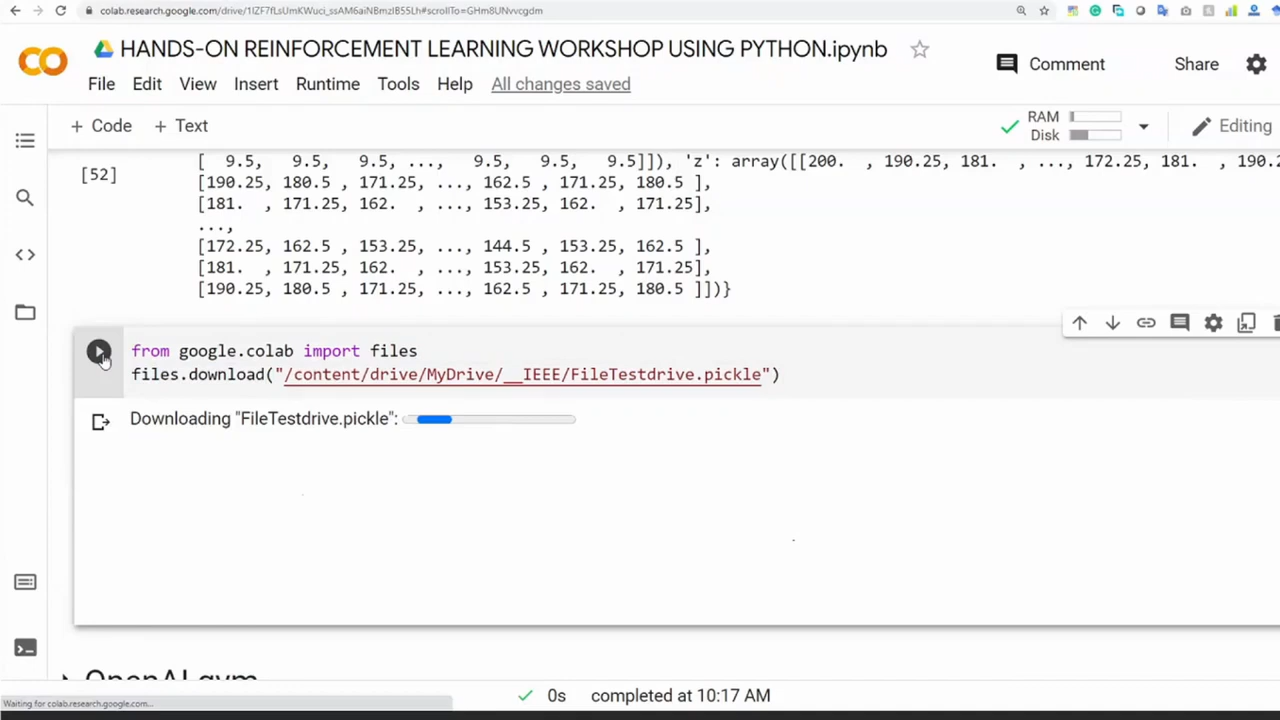 colab.research.google.com/drive/1IZF7fLsUmKWuci_ssAM6aiNBmzIB55Lh#scrollTo=GHm8UNvvcgdm
HANDS-ON REINFORCEMENT LEARNING WORKSHOP USING PYTHON.ipynb
Comment
Share
File Edit View Insert Runtime Tools Help All changes saved
+ Code + Text
RAM
Disk
Editing
[ 9.5, 9.5, 9.5, ..., 9.5, 9.5, 9.5]]), 'z': array([[200. , 190.25, 181. , ..., 172.25, 181. , 190.2
[52]
[190.25, 180.5 , 171.25, ..., 162.5 , 171.25, 180.5 ],
[181. , 171.25, 162. , ..., 153.25, 162. , 171.25],
...,
[172.25, 162.5 , 153.25, ..., 144.5 , 153.25, 162.5 ],
[181. , 171.25, 162. , ..., 153.25, 162. , 171.25],
[190.25, 180.5 , 171.25, ..., 162.5 , 171.25, 180.5 ]])}
from google.colab import files
files.download("/content/drive/MyDrive/__IEEE/FileTestdrive.pickle")
Downloading "FileTestdrive.pickle":
OpenAI gym
0s completed at 10:17 AM
Waiting for colab.research.google.com...